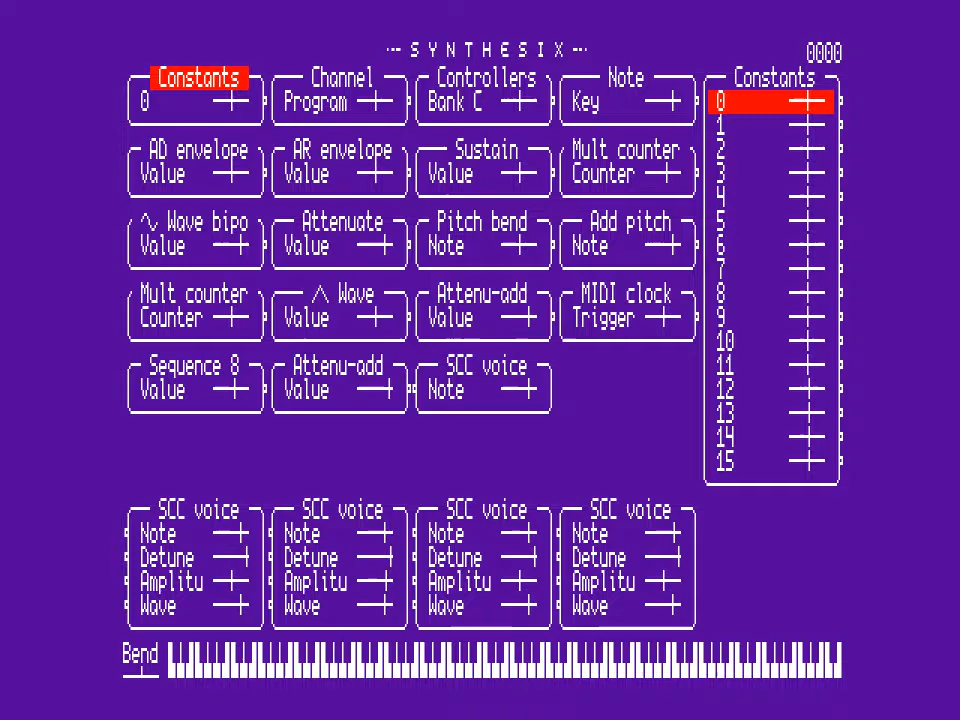 SYNTHESIX
0000
Constants Channel Controllers Note Constants
0 Program Bank C Key 0
1
AD envelope AR envelope Sustain Mult counter 2
Value Value Value Counter 3
4
Wave bipo Attenuate Pitch bend Add pitch 5
Value Value Note Note 6
7
Mult counter Wave Attenu-add MIDI clock 8
Counter Value Value Trigger 9
10
Sequence 8 Attenu-add SCC voice 11
Value Value Note 12
13
14
15
SCC voice SCC voice SCC voice SCC voice
Note Note Note Note
Detune Detune Detune Detune
Amplitu Amplitu Amplitu Amplitu
Wave Wave Wave Wave
Bend